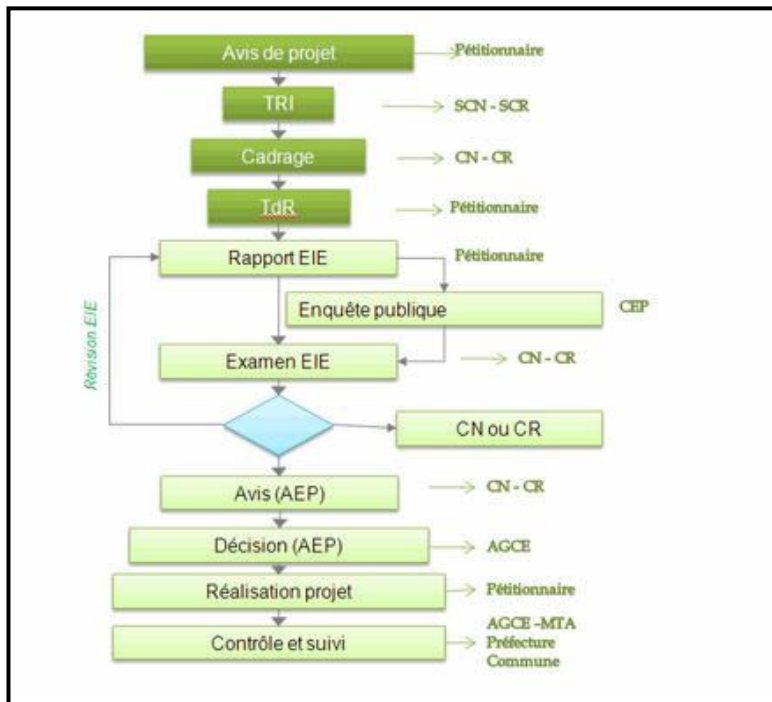 Avis de projet
Pétitionnaire
TRI
SCN - SCR
Cadrage
CN - CR
TdR
Pétitionnaire
Rapport EIE
Pétitionnaire
Révision EIE
Enquête publique
CEP
Examen EIE
CN - CR
CN ou CR
Avis (AEP)
CN - CR
Décision (AEP)
AGCE
Réalisation projet
Pétitionnaire
Contrôle et suivi
AGCE -MTA
Préfecture
Commune